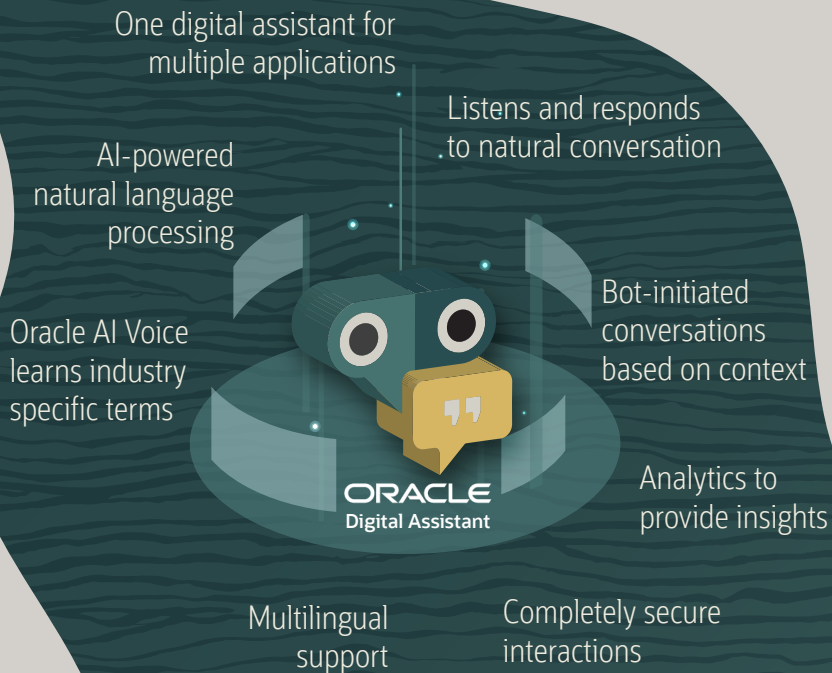 One digital assistant for
multiple applications
Listens and responds
to natural conversation
AI-powered
natural language
processing
Bot-initiated
conversations
based on context
Oracle AI Voice
learns industry
specific terms
Analytics to
provide insights
ORACLE
Digital Assistant
Multilingual
support
Completely secure
interactions